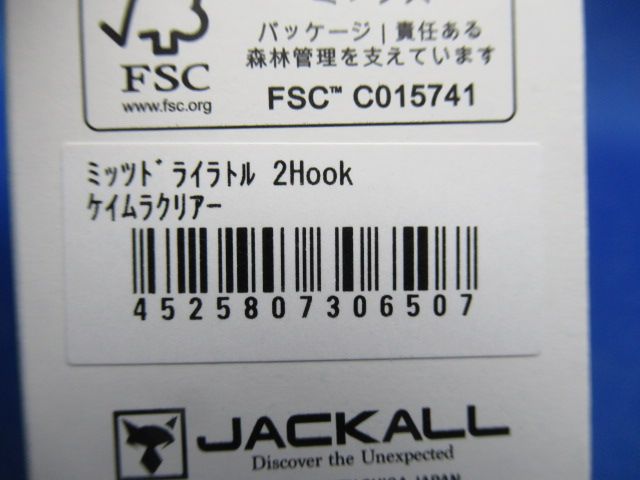 FSC
www.fsc.org
パッケージ | 責任ある
森林管理を支えています
FSC™ C015741
ミッツドライラトル 2Hook
ケイムラクリアー
4525807306507
JACKALL
Discover the Unexpected